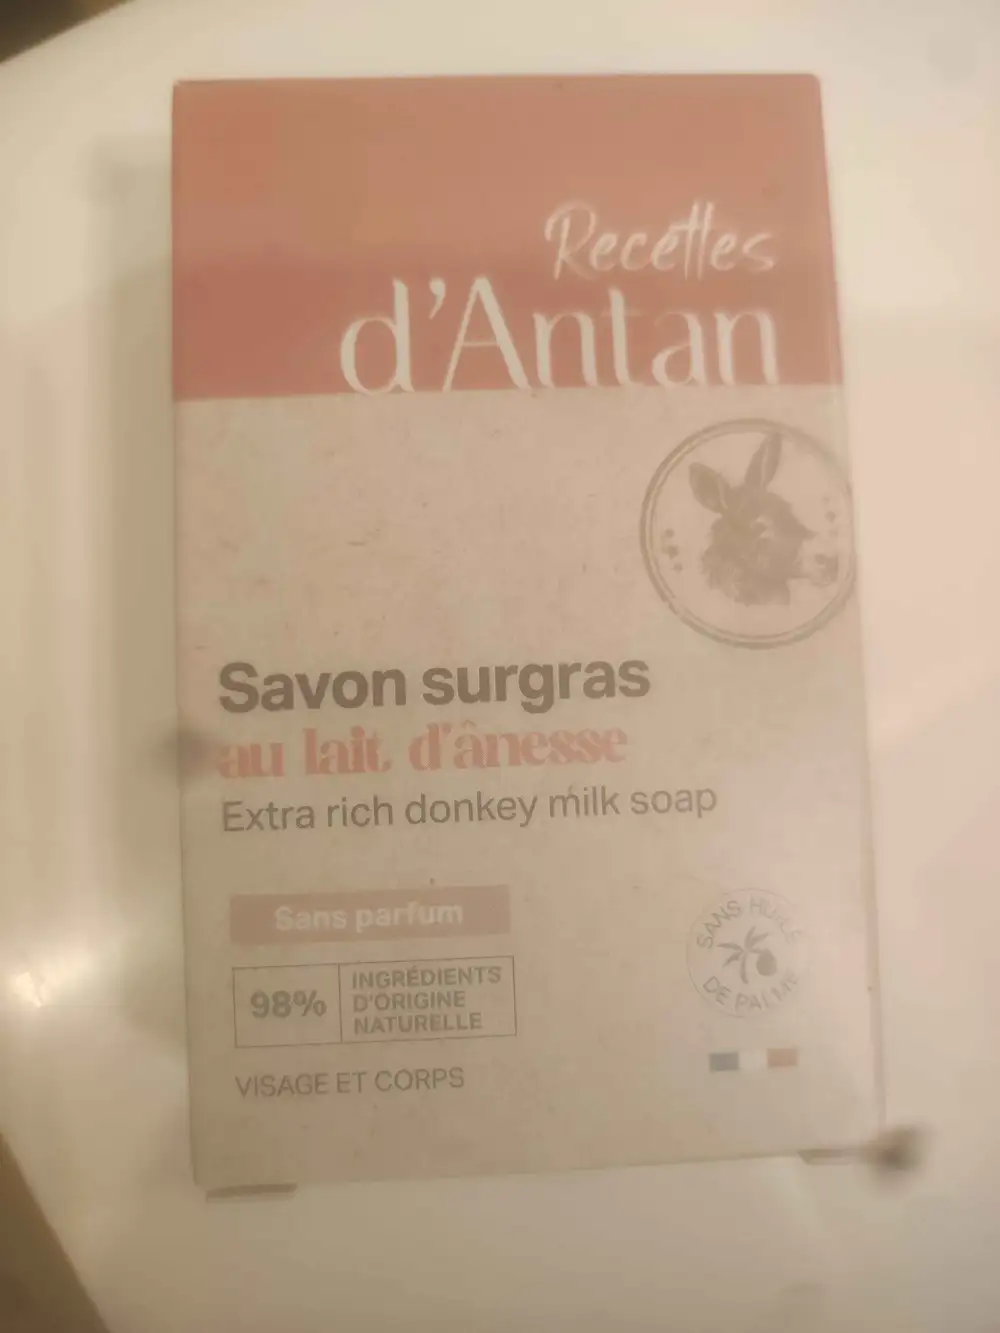 Recettes
d'Antan
Savon surgras
au lait d'ânesse
Extra rich donkey milk soap
Sans parfum
98%
INGRÉDIENTS
D'ORIGINE
NATURELLE
VISAGE ET CORPS
SANS HUILE
DE PALME